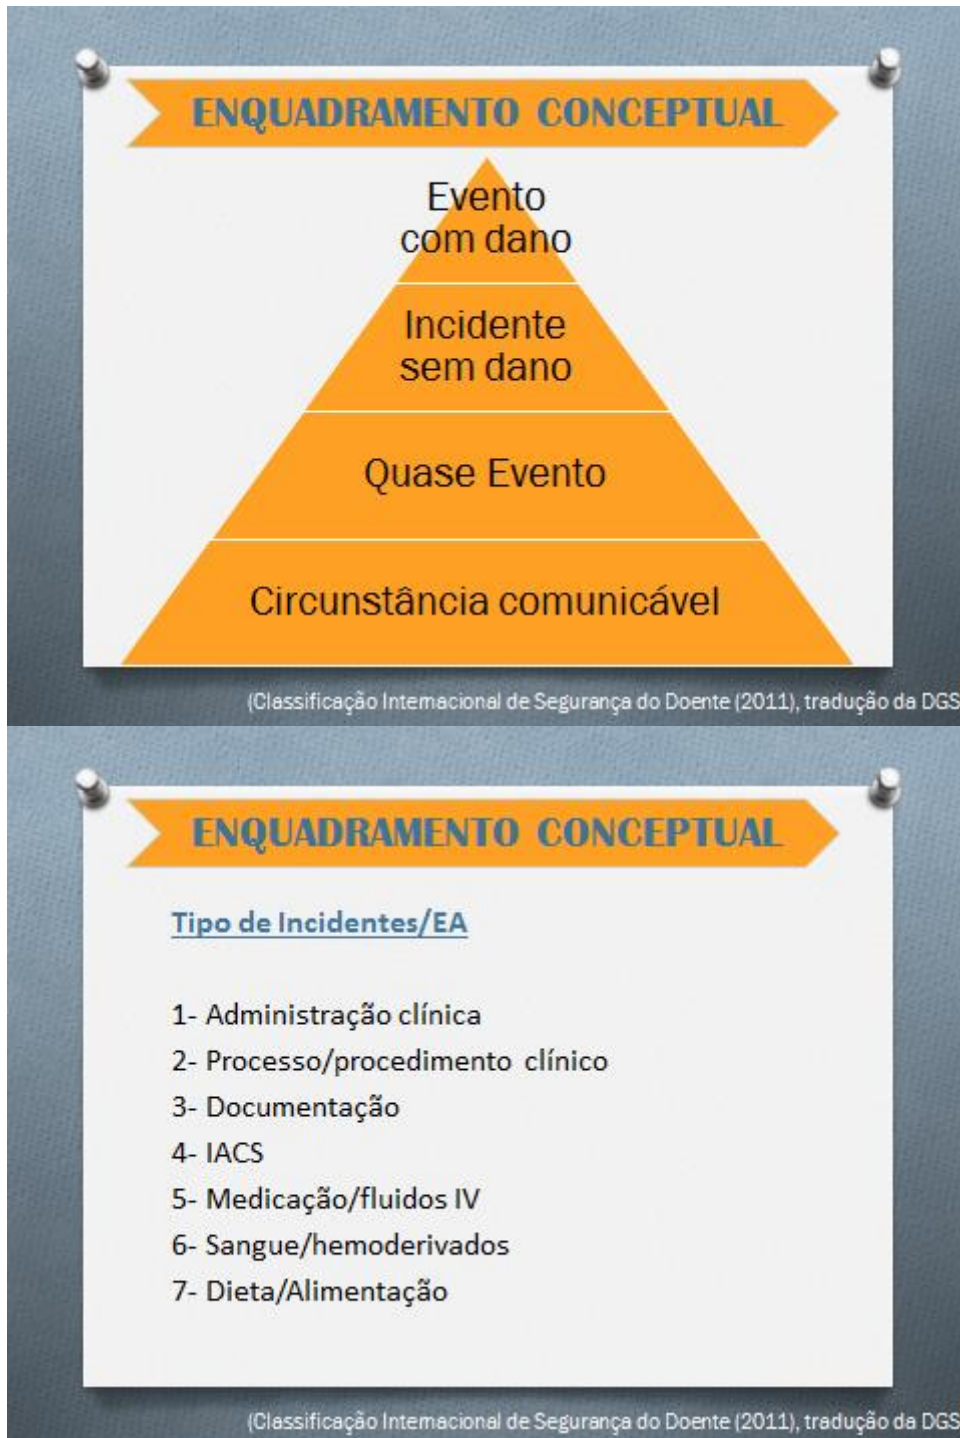 ENQUADRAMENTO CONCEPTUAL
Evento
com dano
Incidente
sem dano
Quase Evento
Circunstância comunicável
(Classificação Internacional de Segurança do Doente (2011), tradução da DGS
ENQUADRAMENTO CONCEPTUAL
Tipo de Incidentes/EA
1- Administração clínica
2- Processo/procedimento clínico
3- Documentação
4- IACS
5- Medicação/fluidos IV
6- Sangue/hemoderivados
7- Dieta/Alimentação
(Classificação Internacional de Segurança do Doente (2011), tradução da DGS